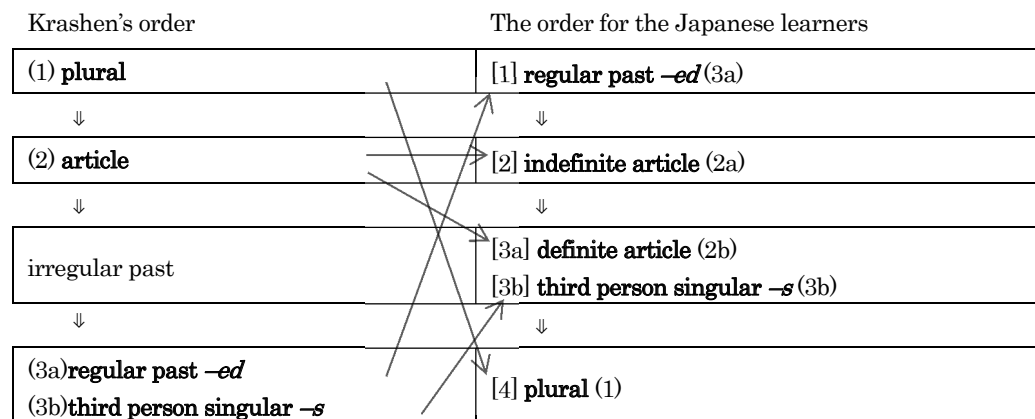 Krashen's order The order for the Japanese learners
(1) plural [1] regular past –ed (3a)
⇓ ⇓
(2) article [2] indefinite article (2a)
⇓ ⇓
irregular past
[3a] definite article (2b)
[3b] third person singular –s (3b)
⇓ ⇓
(3a)regular past –ed
(3b)third person singular –s
[4] plural (1)